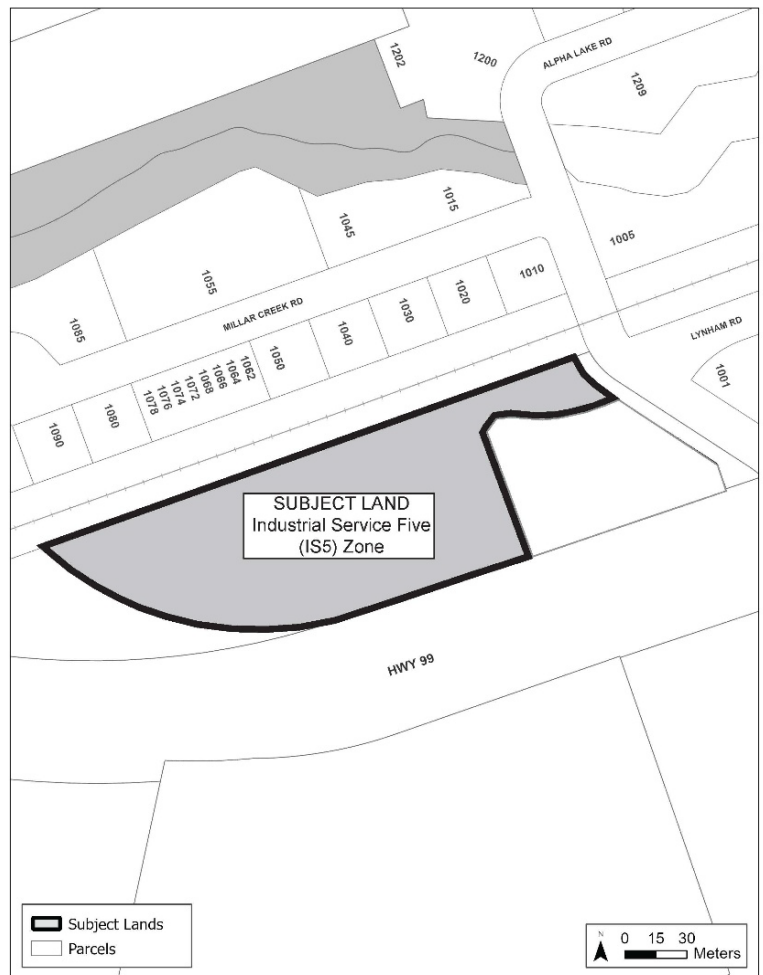 1202
1200
ALPHA LAKE RD
1209
1015
1045
1005
1055
1010
1020
MILLAR CREEK RD
1030
1085
1040
LYNHAM RD
1050
1062
1064
1066
1068
1072
1074
1076
1078
1001
1080
1090
SUBJECT LAND
Industrial Service Five
(IS5) Zone
HWY 99
Subject Lands
Parcels
N
0 15 30
Meters